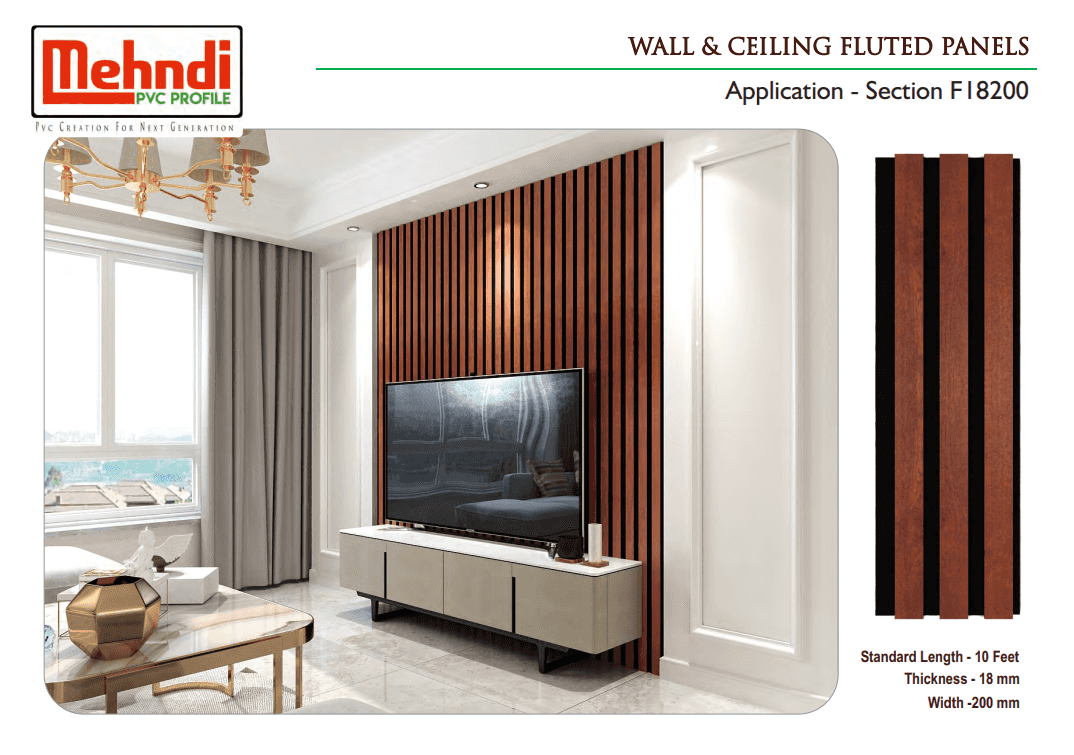 Mehndi
PVC PROFILE
PVC CREATION FOR NEXT GENERATION
WALL & CEILING FLUTED PANELS
Application - Section F18200
Standard Length - 10 Feet
Thickness - 18 mm
Width -200 mm